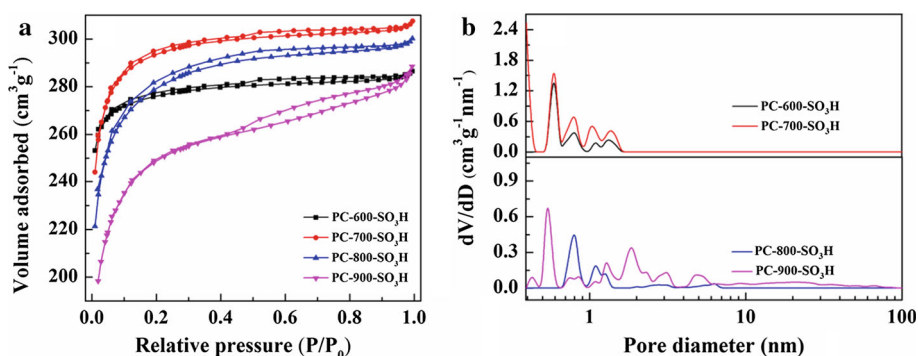 a
Volume adsorbed (cm³g⁻¹)
300
280
260
240
220
200
PC-600-SO₃H
PC-700-SO₃H
PC-800-SO₃H
PC-900-SO₃H
0.0 0.2 0.4 0.6 0.8 1.0
Relative pressure (P/P₀)
b
dV/dD (cm³g⁻¹nm⁻¹)
2.4
1.8
1.2
0.6
0.0
PC-600-SO₃H
PC-700-SO₃H
0.9
0.6
0.3
0.0
PC-800-SO₃H
PC-900-SO₃H
1 10 100
Pore diameter (nm)